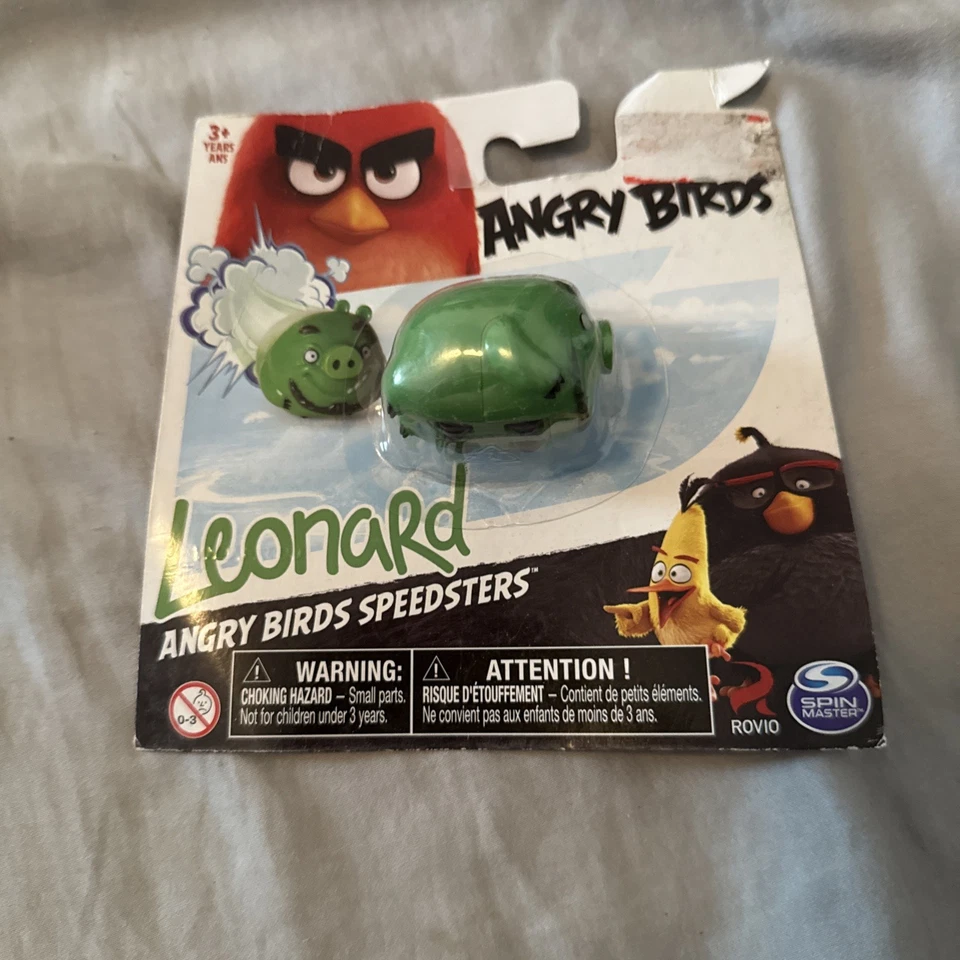 3+
YEARS
ANS
ANGRY BIRDS
Leonard
ANGRY BIRDS SPEEDSTERS™
WARNING:
CHOKING HAZARD – Small parts.
Not for children under 3 years.
ATTENTION !
RISQUE D'ÉTOUFFEMENT – Contient de petits éléments.
Ne convient pas aux enfants de moins de 3 ans.
0-3
ROVIO
SPIN
MASTER™